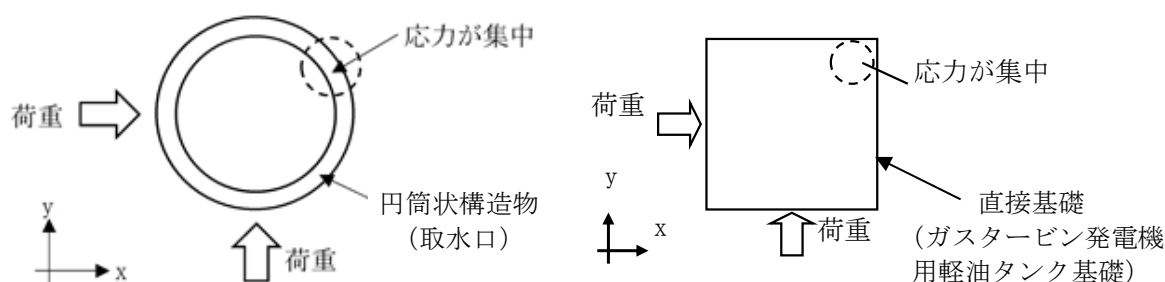 応力が集中
荷重
円筒状構造物
（取水口）
荷重
y
x
応力が集中
荷重
y
x
荷重
直接基礎
（ガスタービン発電機
用軽油タンク基礎）